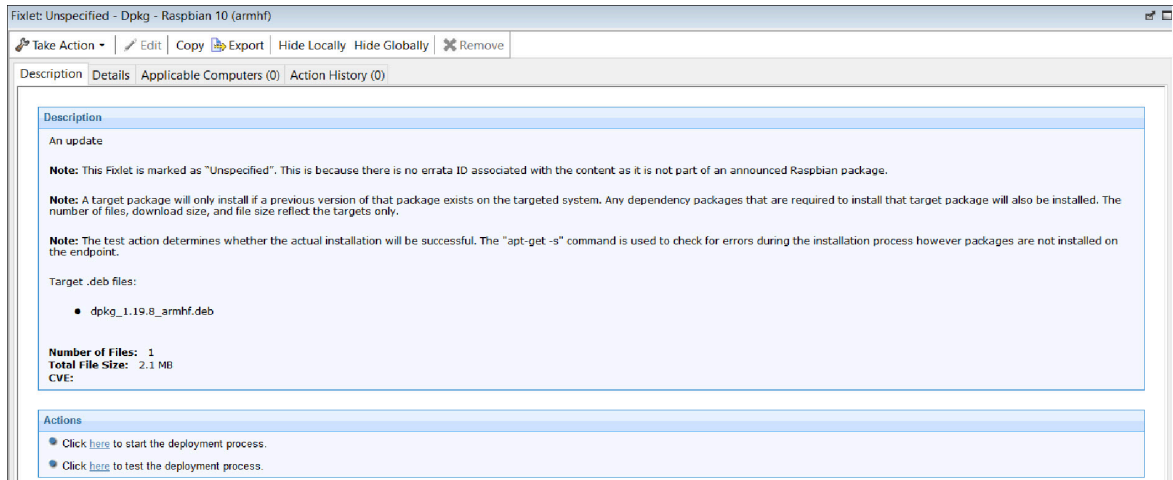 Fixlet: Unspecified - Dpkg - Raspbian 10 (armhf)
Take Action Edit Copy Export Hide Locally Hide Globally Remove
Description Details Applicable Computers (0) Action History (0)
Description
An update
Note: This Fixlet is marked as "Unspecified". This is because there is no errata ID associated with the content as it is not part of an announced Raspbian package.
Note: A target package will only install if a previous version of that package exists on the targeted system. Any dependency packages that are required to install that target package will also be installed. The
number of files, download size, and file size reflect the targets only.
Note: The test action determines whether the actual installation will be successful. The "apt-get -s" command is used to check for errors during the installation process however packages are not installed on
the endpoint.
Target .deb files:
dpkg_1.19.8_armhf.deb
Number of Files: 1
Total File Size: 2.1 MB
CVE:
Actions
Click here to start the deployment process.
Click here to test the deployment process.